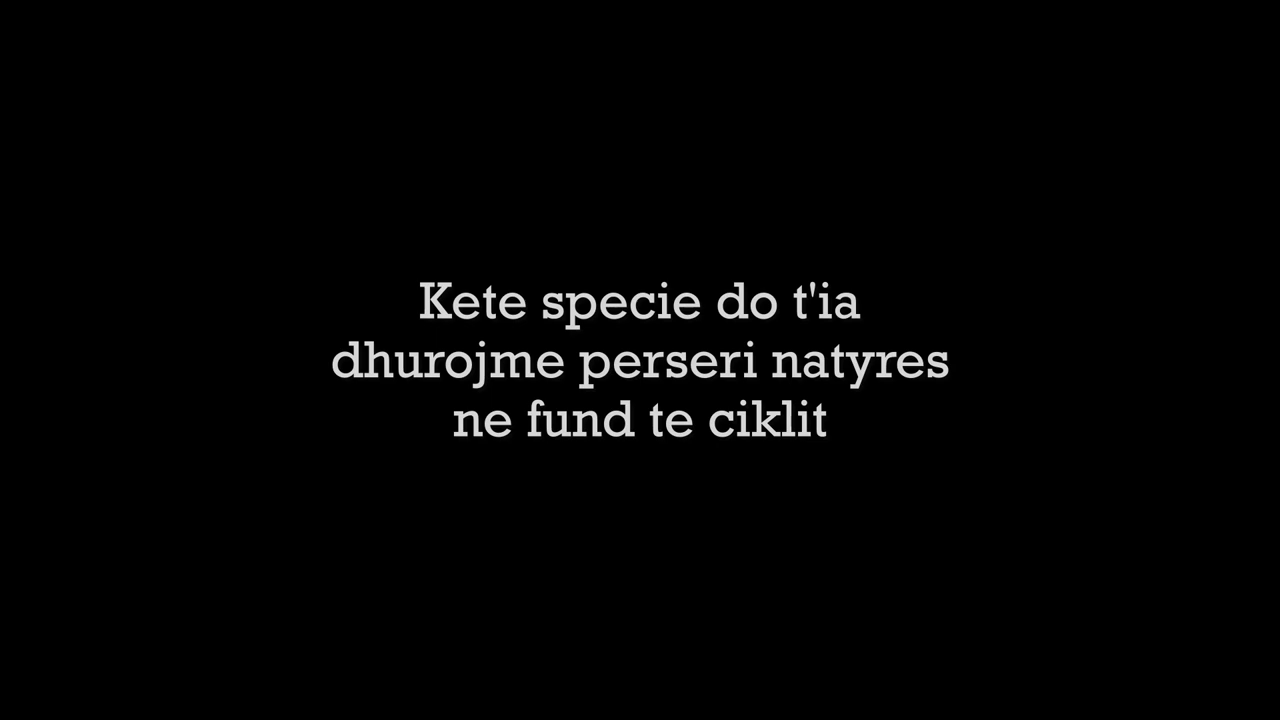 Kete specie do t'ia
dhurojme perseri natyres
ne fund te ciklit